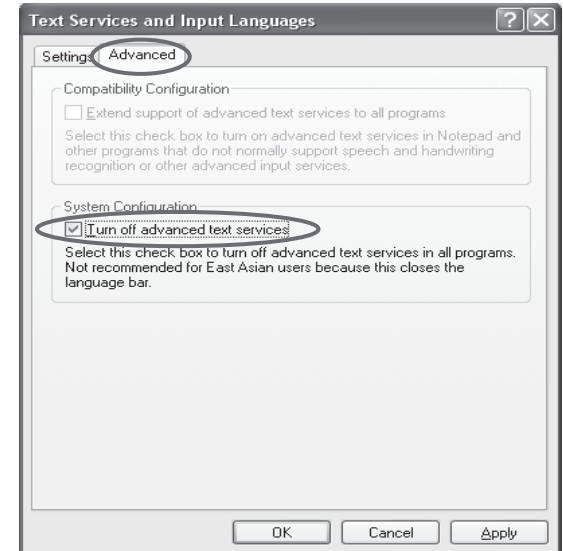 Text Services and Input Languages
Settings Advanced
Compatibility Configuration
Extend support of advanced text services to all programs
Select this check box to turn on advanced text services in Notepad and
other programs that do not normally support speech and handwriting
recognition or other advanced input services.
System Configuration
Turn off advanced text services
Select this check box to turn off advanced text services in all programs.
Not recommended for East Asian users because this closes the
language bar.
OK Cancel Apply